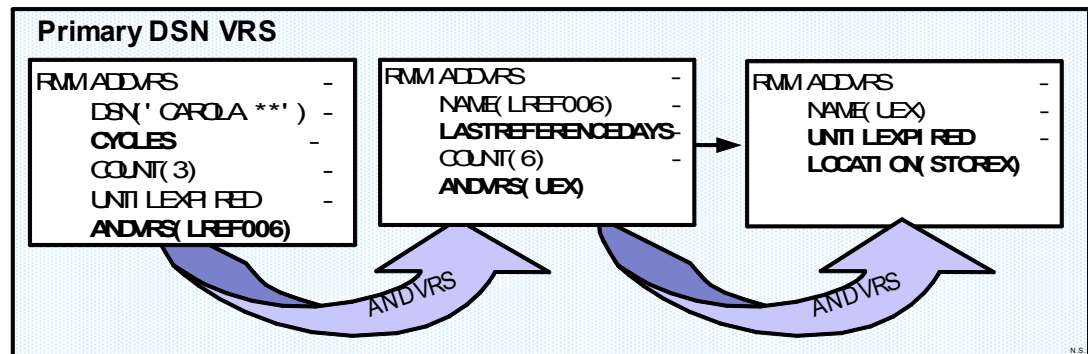 Primary DSN VRS
RMM ADDVRS -
DSN('CAROLA.**') -
CYCLES -
COUNT(3) -
UNTILEXPIRED -
ANDVRS(LREF006)
RMM ADDVRS -
NAME(LREF006) -
LASTREFERENCEDAYS-
COUNT(6) -
ANDVRS(UEX)
RMM ADDVRS -
NAME(UEX) -
UNTILEXPIRED -
LOCATION(STOREX)
ANDVRS
ANDVRS
N.S.